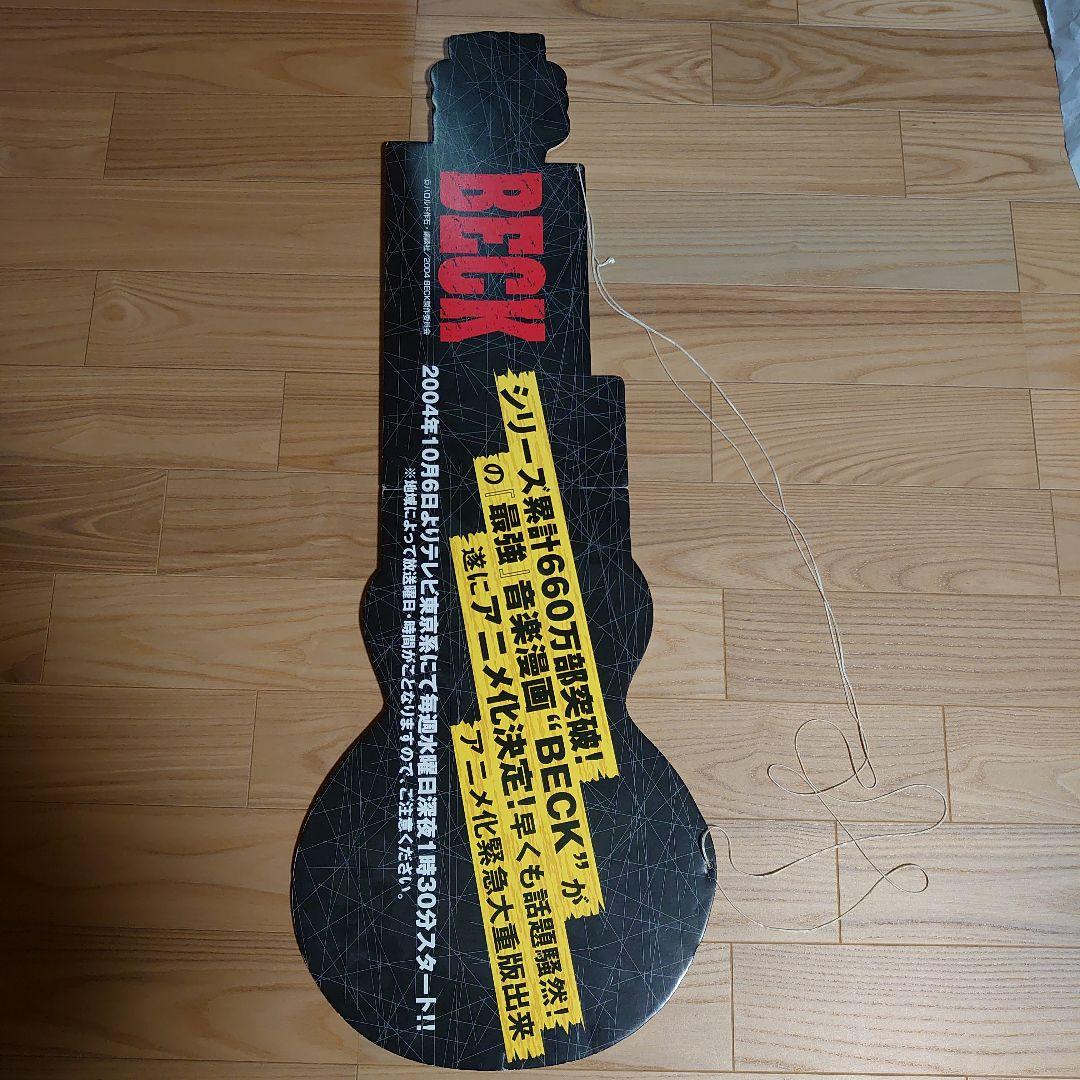 BECK
©ハロルド作石・講談社／2004 BECK製作委員会
シリーズ累計660万部突破!
の『最強』音楽漫画“BECK”が
遂にアニメ化決定!早くも話題騒然!
アニメ化緊急大重版出来
2004年10月6日よりテレビ東京系にて毎週水曜日深夜1時30分スタート!!
※地域によって放送曜日・時間がことなりますので、ご注意ください。